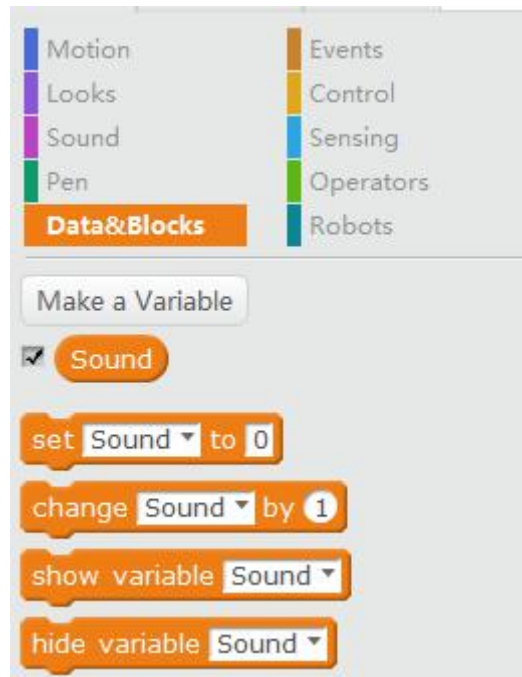 Motion
Events
Looks
Control
Sound
Sensing
Pen
Operators
Data&Blocks
Robots
Make a Variable
Sound
set Sound to 0
change Sound by 1
show variable Sound
hide variable Sound